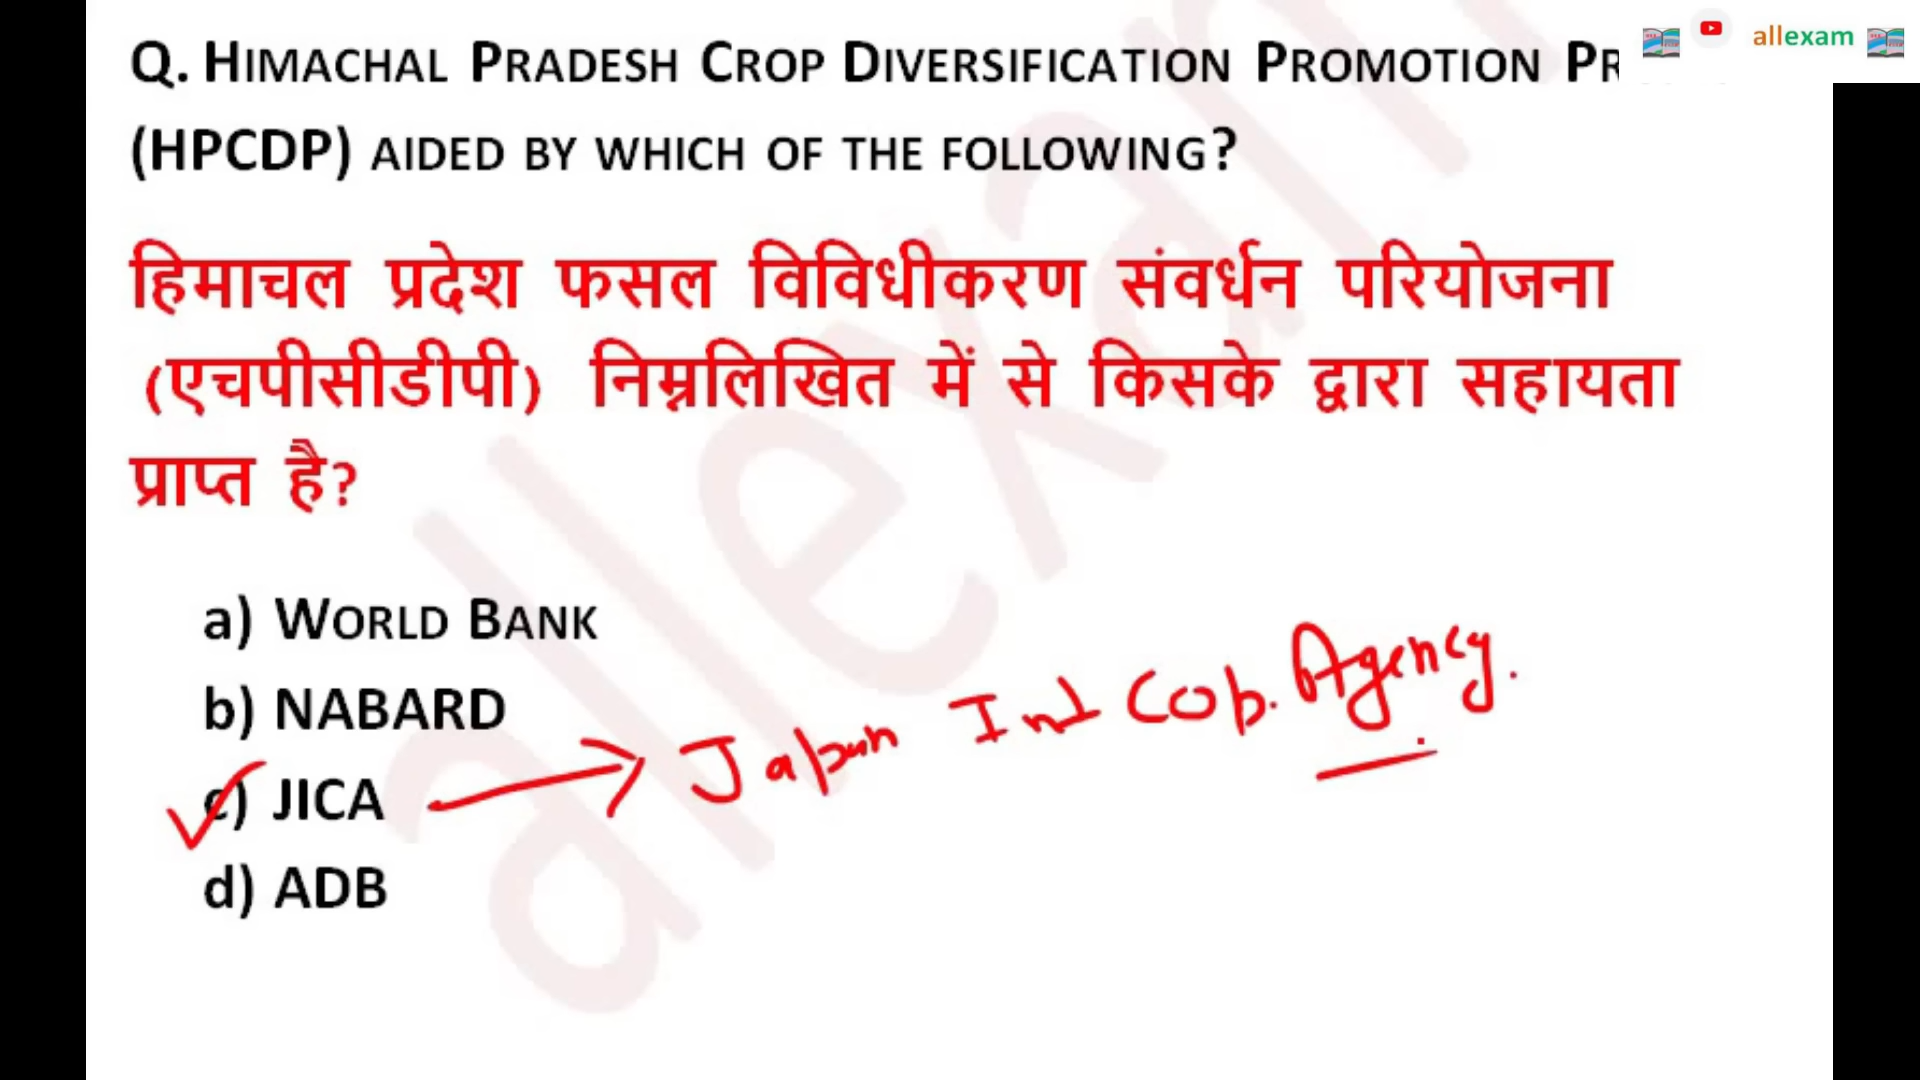 allexam
Q. HIMACHAL PRADESH CROP DIVERSIFICATION PROMOTION PR
(HPCDP) AIDED BY WHICH OF THE FOLLOWING?
हिमाचल प्रदेश फसल विविधीकरण संवर्धन परियोजना
(एचपीसीडीपी) निम्नलिखित में से किसके द्वारा सहायता
प्राप्त है?
a) WORLD BANK
b) NABARD
c) JICA → Japan Int Cop. Agency.
d) ADB
allexam